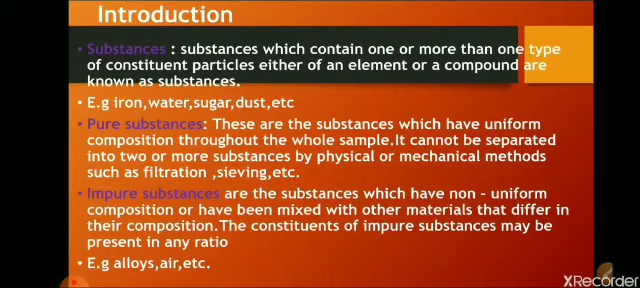 Introduction
• Substances : substances which contain one or more than one type
of constituent particles either of an element or a compound are
known as substances.
• E.g iron,water,sugar,dust,etc
• Pure substances: These are the substances which have uniform
composition throughout the whole sample.It cannot be separated
into two or more substances by physical or mechanical methods
such as filtration ,sieving,etc.
• Impure substances are the substances which have non - uniform
composition or have been mixed with other materials that differ in
their composition.The constituents of impure substances may be
present in any ratio
• E.g alloys,air,etc.
XRecorder